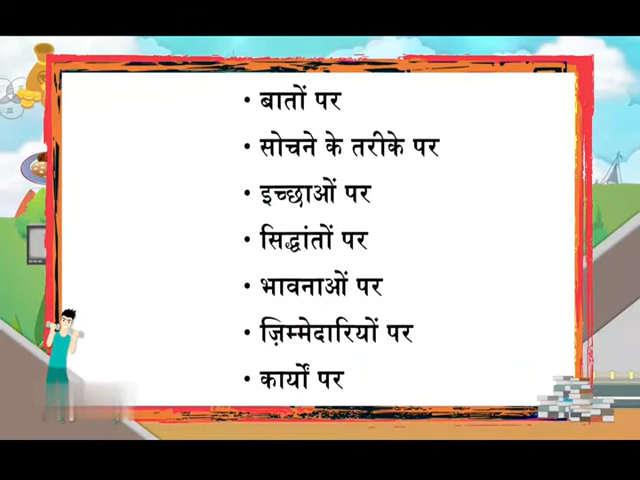 • बातों पर
• सोचने के तरीके पर
• इच्छाओं पर
• सिद्धांतों पर
• भावनाओं पर
• ज़िम्मेदारियों पर
• कार्यों पर